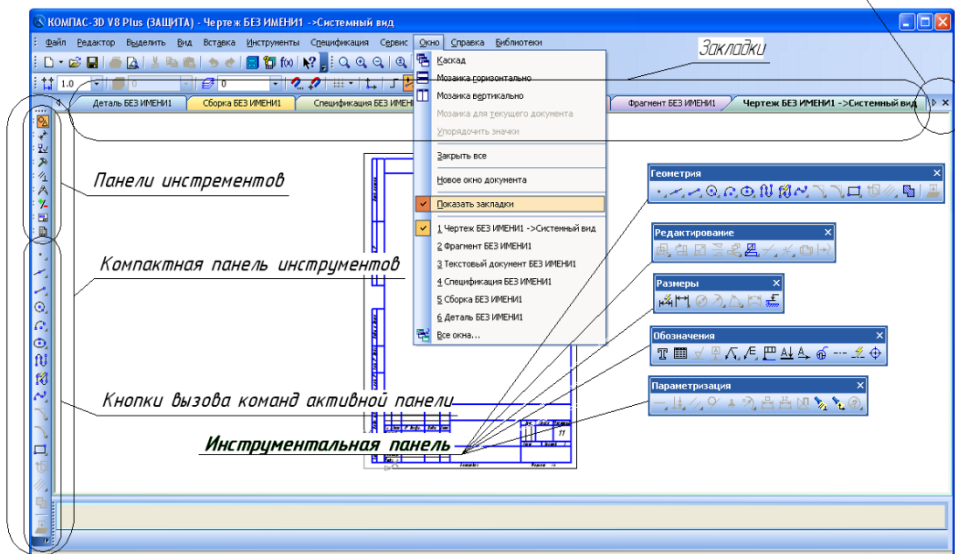 КОМПАС-3D V8 Plus (ЗАЩИТА) - Чертеж БЕЗ ИМЕНИ1 ->Системный вид
Файл Редактор Выделить Вид Вставка Инструменты Спецификация Сервис Окно Справка Библиотеки
Закладки
1.0 0 0
Деталь БЕЗ ИМЕНИ1 Сборка БЕЗ ИМЕНИ1 Спецификация БЕЗ Фрагмент БЕЗ ИМЕНИ1 Чертеж БЕЗ ИМЕНИ1 ->Системный вид
Каскад
Мозаика горизонтально
Мозаика вертикально
Мозаика для текущего документа
Упорядочить значки
Закрыть все
Новое окно документа
Показать закладки
1 Чертеж БЕЗ ИМЕНИ1 ->Системный вид
2 Фрагмент БЕЗ ИМЕНИ1
3 Текстовый документ БЕЗ ИМЕНИ1
4 Спецификация БЕЗ ИМЕНИ1
5 Сборка БЕЗ ИМЕНИ1
6 Деталь БЕЗ ИМЕНИ1
Все окна...
Панели инстрементов
Компактная панель инструментов
Кнопки вызова команд активной панели
Инструментальная панель
Геометрия
Редактирование
Размеры
Обозначения
Параметризация